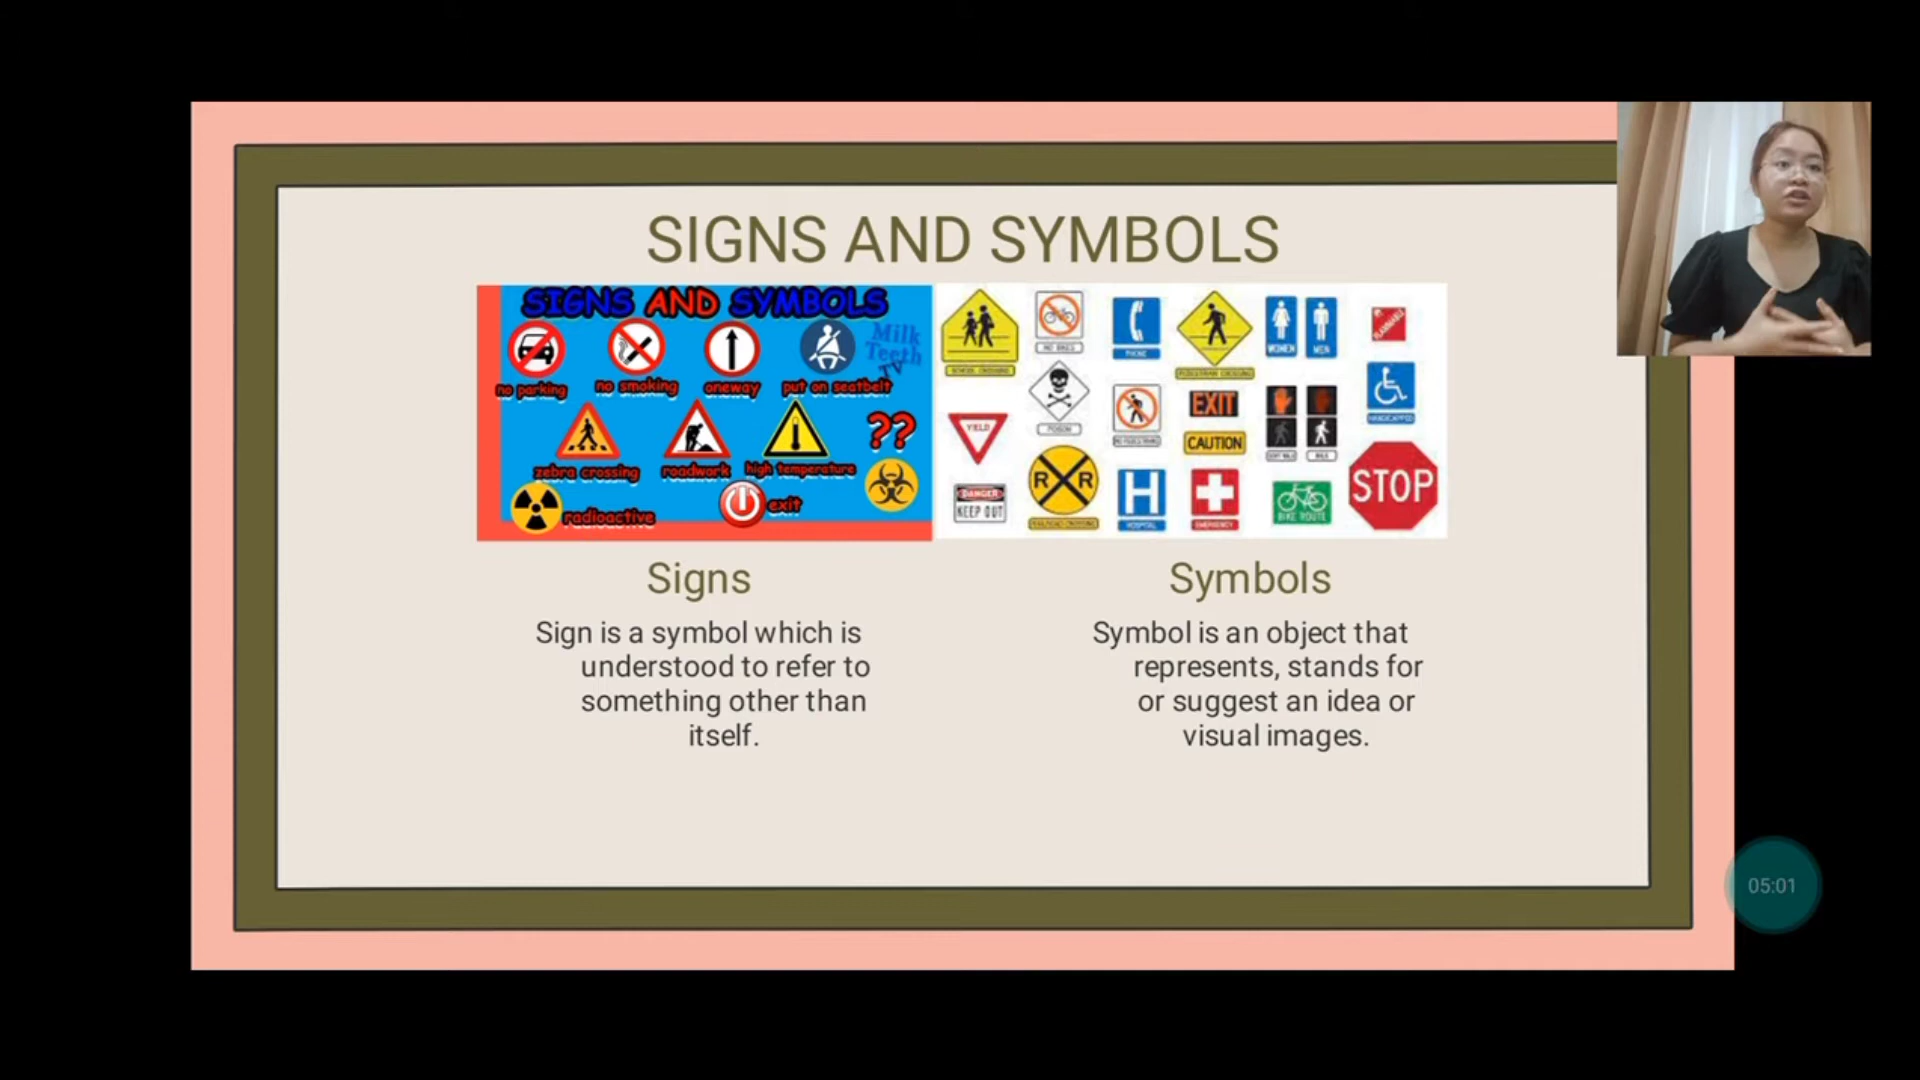 SIGNS AND SYMBOLS
SIGNS AND SYMBOLS
Milk
Teeth
TV
no parking
no smoking
oneway
put on seatbelt
??
zebra crossing
roadwork
high temperature
radioactive
exit
SCHOOL CROSSING
NO BIKES
PHONE
PEDESTRIAN CROSSING
WOMEN
MEN
FLAMMABLE
POISON
YIELD
NO PEDESTRIANS
EXIT
CAUTION
DON'T WALK
WALK
HANDICAPPED
DANGER
KEEP OUT
R R
RAILROAD CROSSING
H
HOSPITAL
EMERGENCY
BIKE ROUTE
STOP
Signs
Sign is a symbol which is
understood to refer to
something other than
itself.
Symbols
Symbol is an object that
represents, stands for
or suggest an idea or
visual images.
05:01